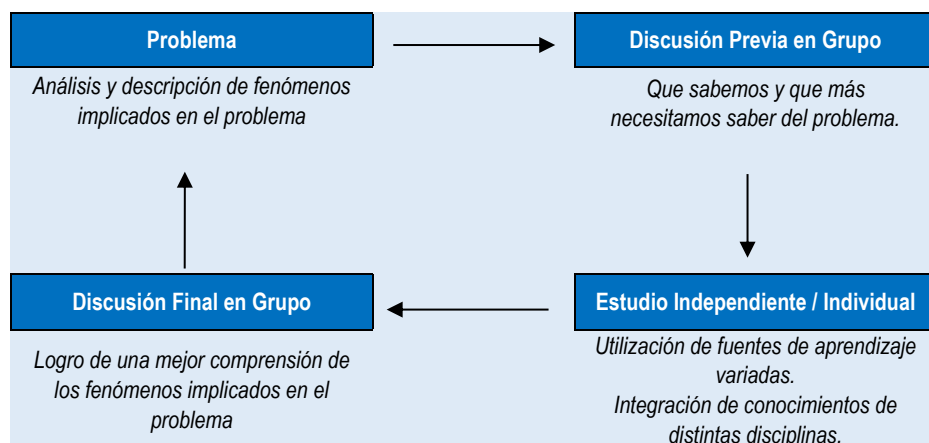 Problema
Análisis y descripción de fenómenos
implicados en el problema
Discusión Previa en Grupo
Que sabemos y que más
necesitamos saber del problema.
Discusión Final en Grupo
Logro de una mejor comprensión de
los fenómenos implicados en el
problema
Estudio Independiente / Individual
Utilización de fuentes de aprendizaje
variadas.
Integración de conocimientos de
distintas disciplinas.